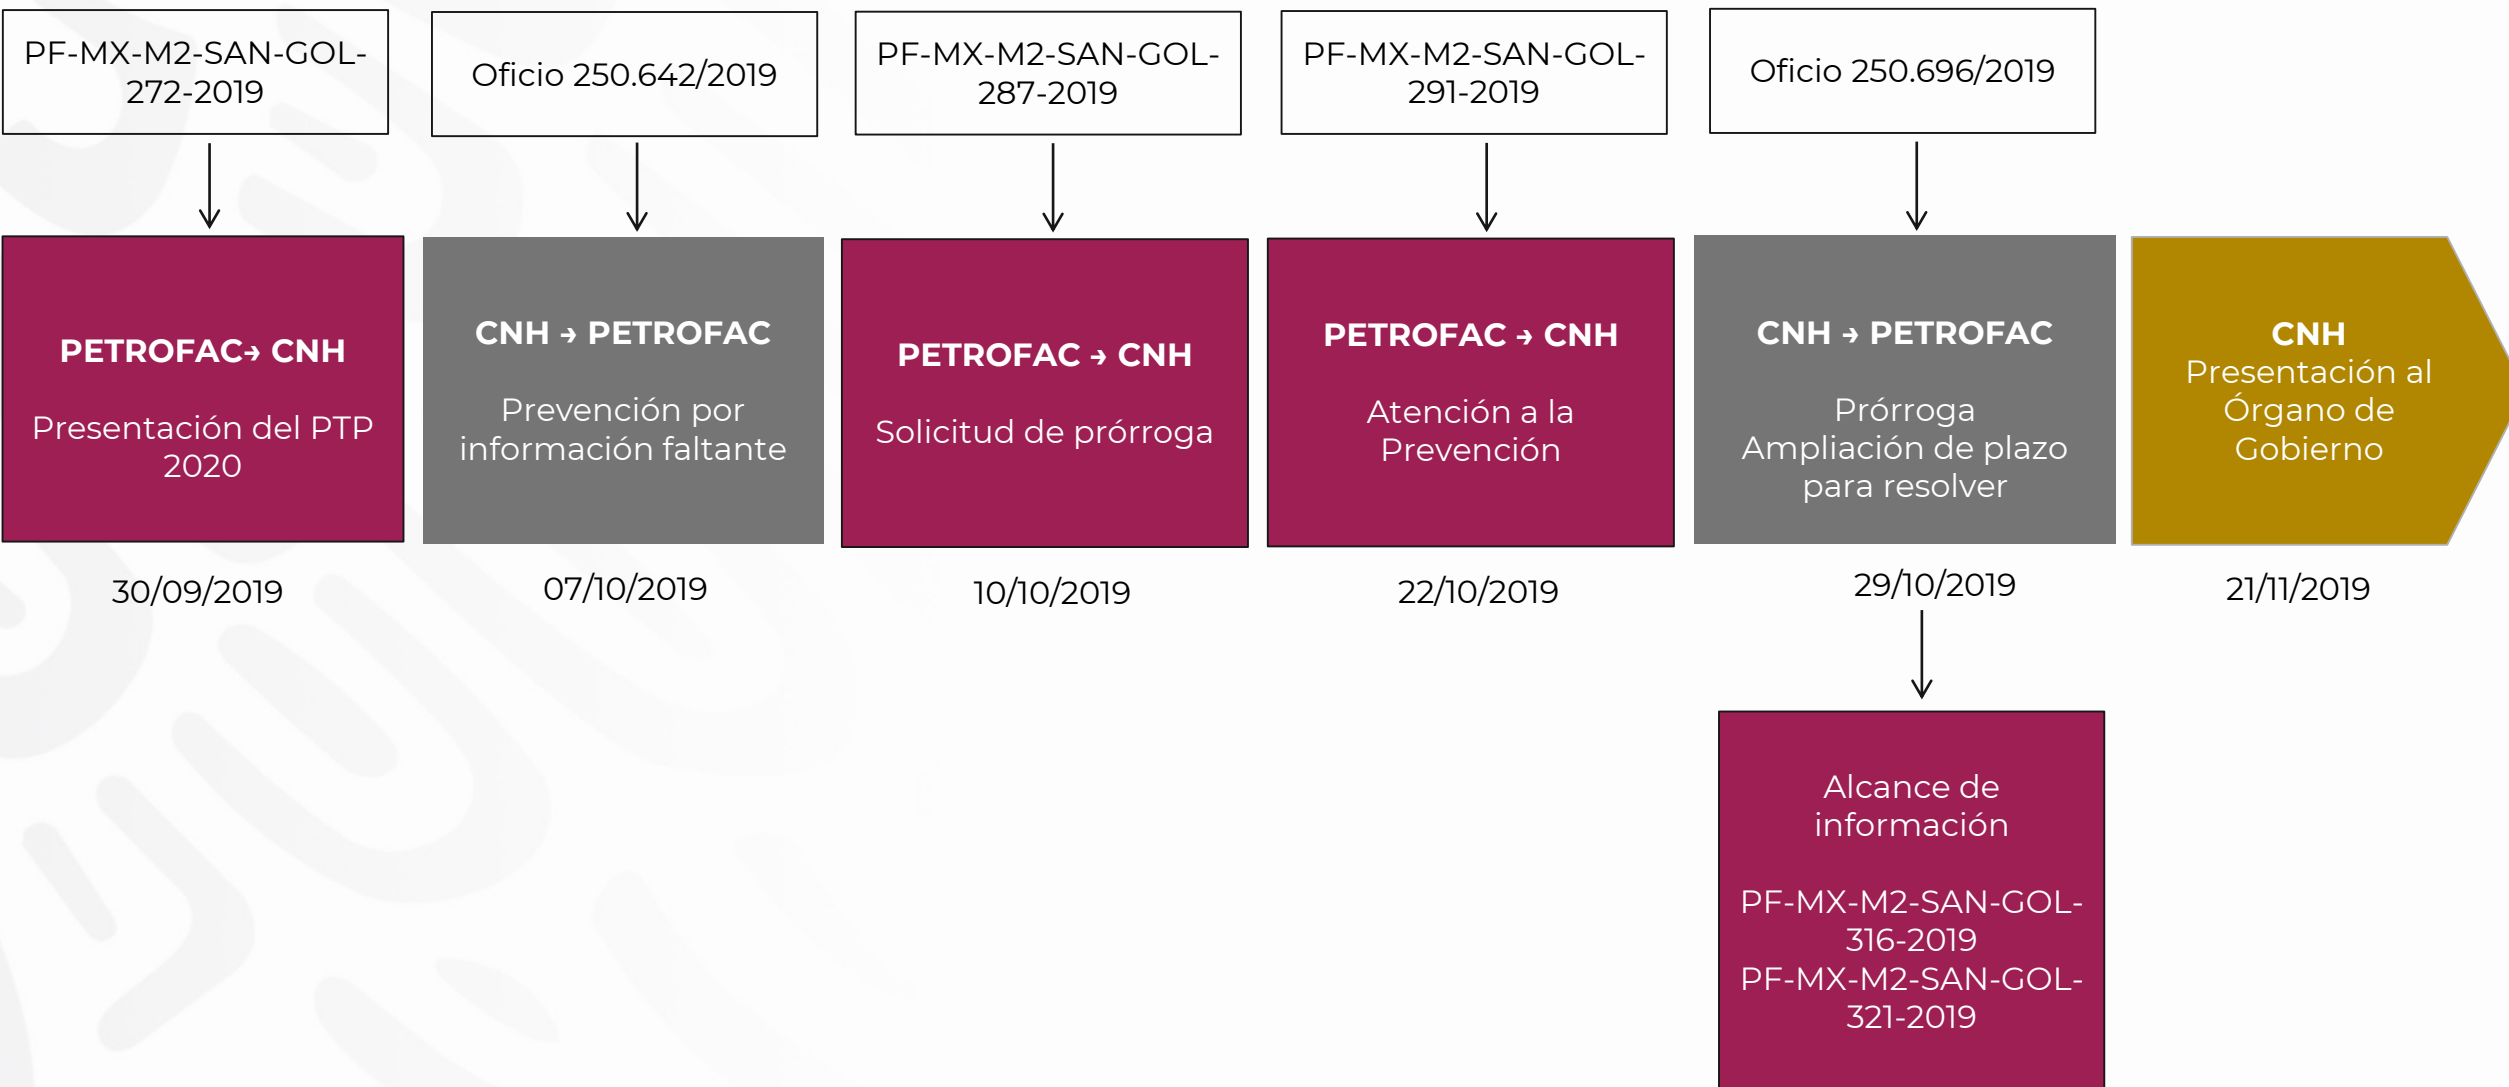 PF-MX-M2-SAN-GOL-
272-2019
Oficio 250.642/2019
PF-MX-M2-SAN-GOL-
287-2019
PF-MX-M2-SAN-GOL-
291-2019
Oficio 250.696/2019
PETROFAC→ CNH
Presentación del PTP
2020
CNH → PETROFAC
Prevención por
información faltante
PETROFAC → CNH
Solicitud de prórroga
PETROFAC → CNH
Atención a la
Prevención
CNH → PETROFAC
Prórroga
Ampliación de plazo
para resolver
CNH
Presentación al
Órgano de
Gobierno
30/09/2019
07/10/2019
10/10/2019
22/10/2019
29/10/2019
21/11/2019
Alcance de
información
PF-MX-M2-SAN-GOL-
316-2019
PF-MX-M2-SAN-GOL-
321-2019